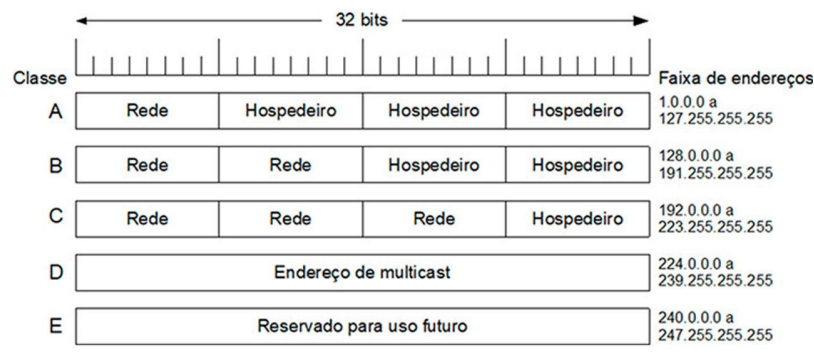 32 bits
Classe
Faixa de endereços
A
Rede
Hospedeiro
Hospedeiro
Hospedeiro
1.0.0.0 a
127.255.255.255
B
Rede
Rede
Hospedeiro
Hospedeiro
128.0.0.0 a
191.255.255.255
C
Rede
Rede
Rede
Hospedeiro
192.0.0.0 a
223.255.255.255
D
Endereço de multicast
224.0.0.0 a
239.255.255.255
E
Reservado para uso futuro
240.0.0.0 a
247.255.255.255